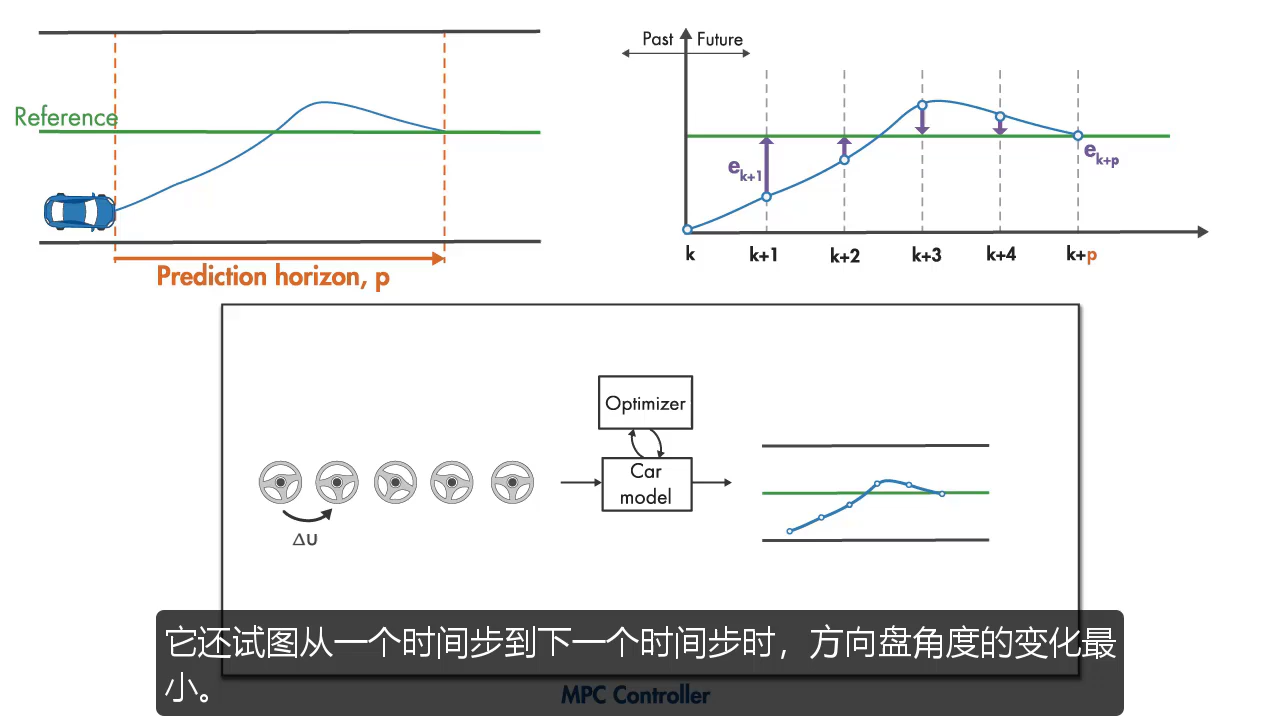 Past
Future
Reference
e_{k+1}
e_{k+p}
k
k+1
k+2
k+3
k+4
k+p
Prediction horizon, p
Optimizer
Car
model
ΔU
它还试图从一个时间步到下一个时间步时，方向盘角度的变化最
小。
MPC Controller